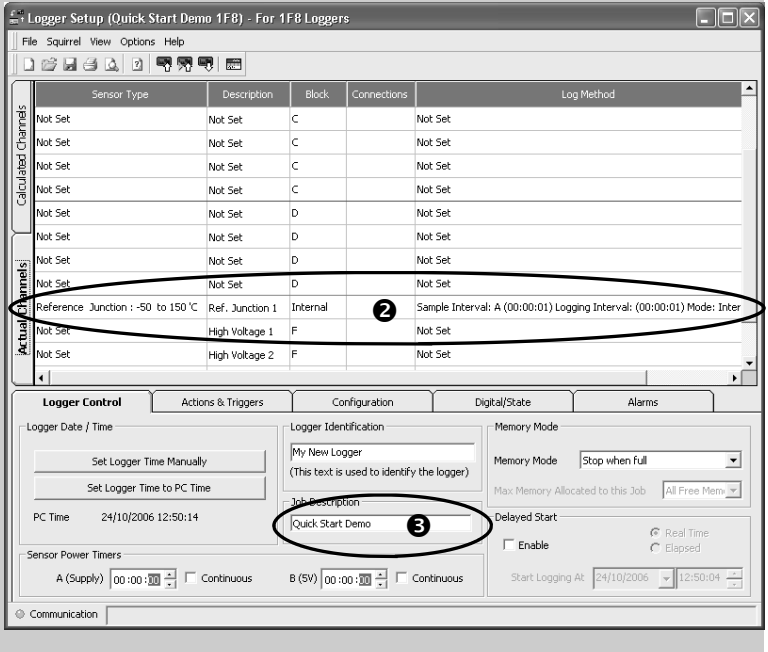 Logger Setup (Quick Start Demo 1F8) - For 1F8 Loggers
File Squirrel View Options Help
Calculated Channels
Actual Channels
Sensor Type Description Block Connections Log Method
Not Set Not Set C Not Set
Not Set Not Set C Not Set
Not Set Not Set C Not Set
Not Set Not Set C Not Set
Not Set Not Set D Not Set
Not Set Not Set D Not Set
Not Set Not Set D Not Set
Not Set Not Set D Not Set
Reference Junction : -50 to 150 'C Ref. Junction 1 Internal ❷ Sample Interval: A (00:00:01) Logging Interval: (00:00:01) Mode: Inter
Not Set High Voltage 1 F Not Set
Not Set High Voltage 2 F Not Set
Logger Control Actions & Triggers Configuration Digital/State Alarms
Logger Date / Time
Set Logger Time Manually
Set Logger Time to PC Time
PC Time 24/10/2006 12:50:14
Logger Identification
My New Logger
(This text is used to identify the logger)
Job Description
Quick Start Demo ❸
Memory Mode
Memory Mode Stop when full
Max Memory Allocated to this Job All Free Mem
Delayed Start
Enable
Real Time
Elapsed
Start Logging At 24/10/2006 12:50:04
Sensor Power Timers
A (Supply) 00:00:00 Continuous B (5V) 00:00:00 Continuous
Communication